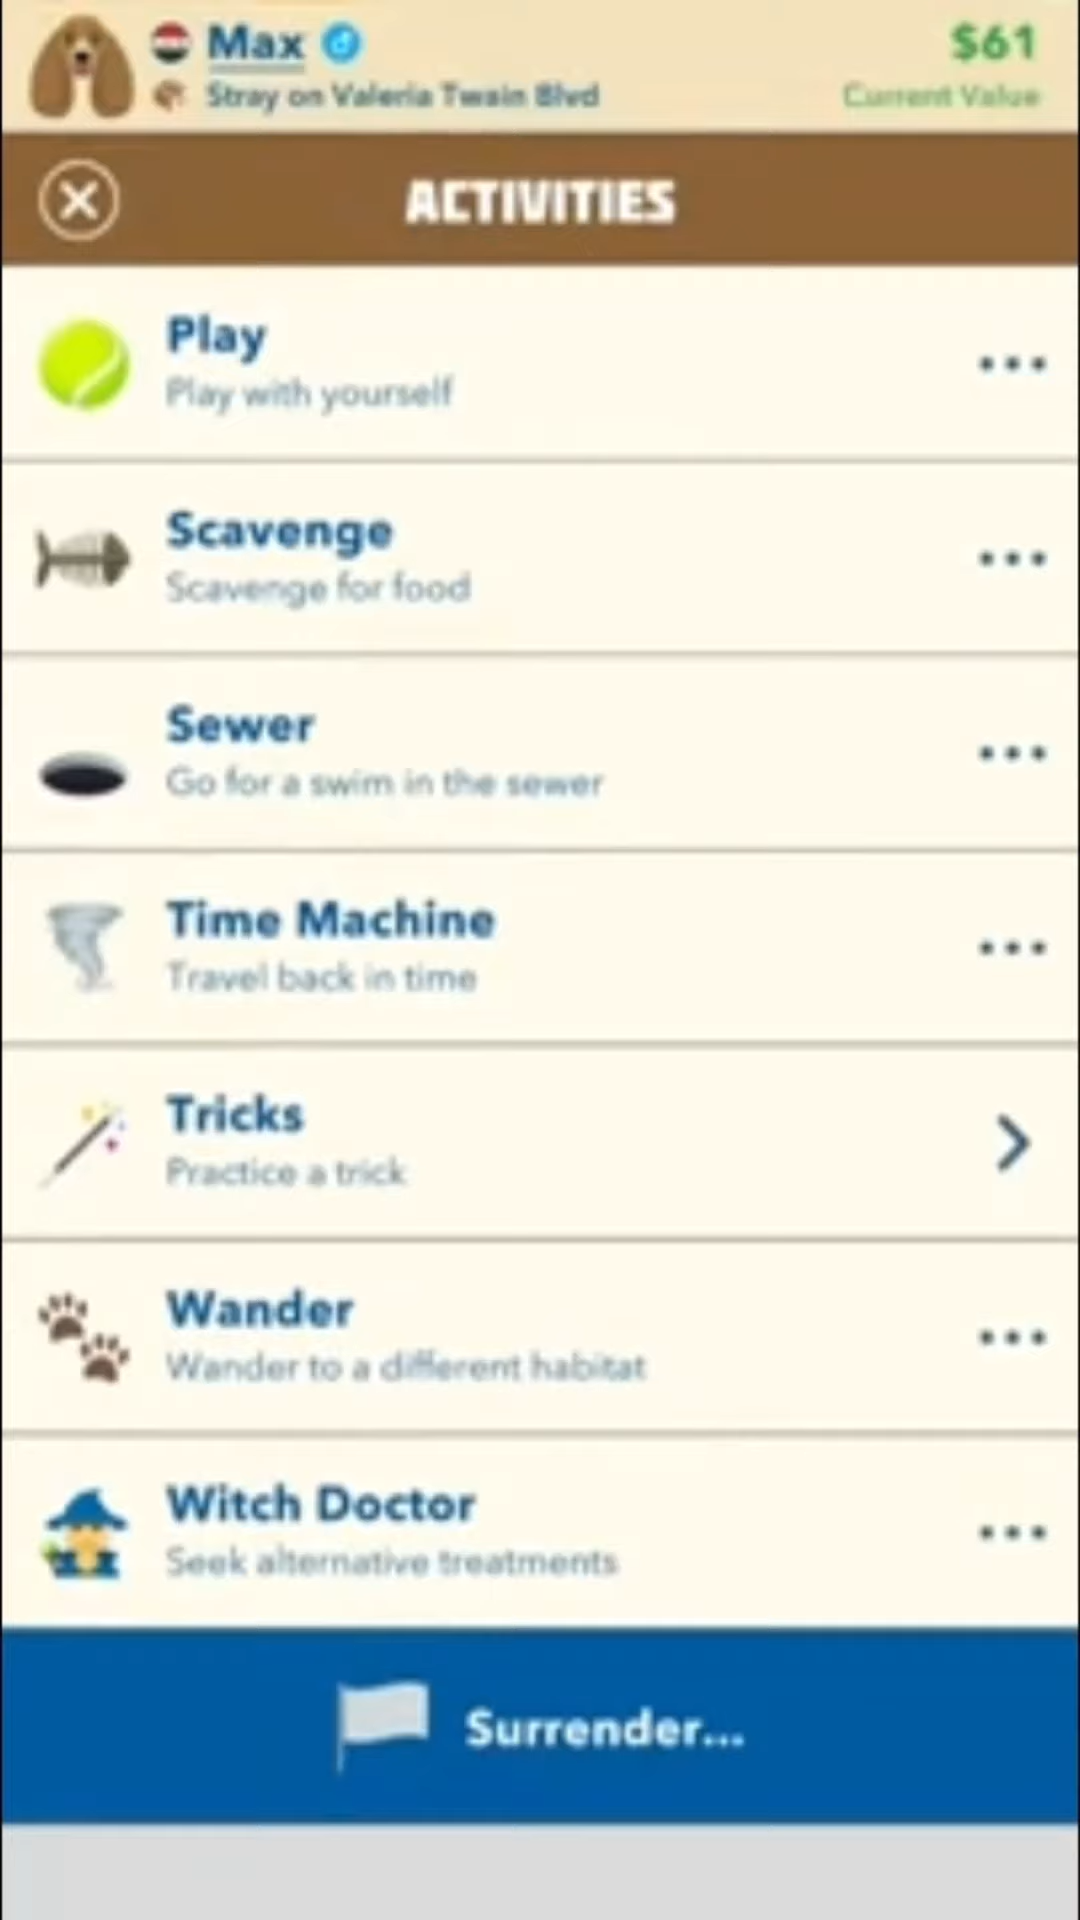 Max
$61
Stray on Valeria Twain Blvd
Current Value
ACTIVITIES
Play
Play with yourself
Scavenge
Scavenge for food
Sewer
Go for a swim in the sewer
Time Machine
Travel back in time
Tricks
Practice a trick
Wander
Wander to a different habitat
Witch Doctor
Seek alternative treatments
Surrender...